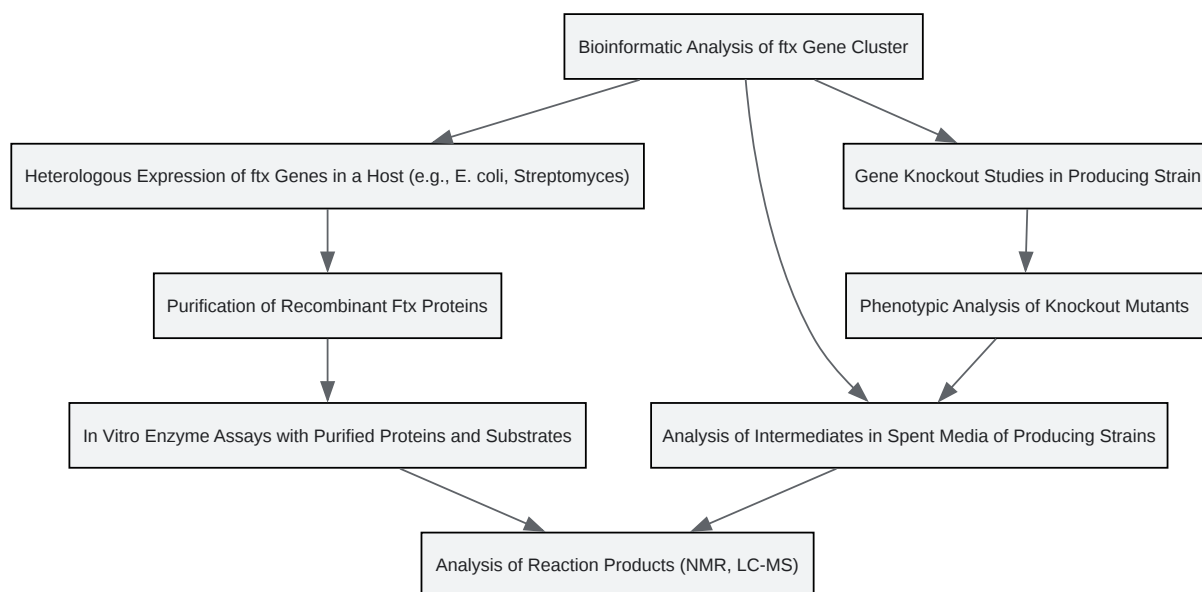 Bioinformatic Analysis of ftx Gene Cluster
Heterologous Expression of ftx Genes in a Host (e.g., E. coli, Streptomyces)
Gene Knockout Studies in Producing Strain
Purification of Recombinant Ftx Proteins
Phenotypic Analysis of Knockout Mutants
In Vitro Enzyme Assays with Purified Proteins and Substrates
Analysis of Intermediates in Spent Media of Producing Strains
Analysis of Reaction Products (NMR, LC-MS)